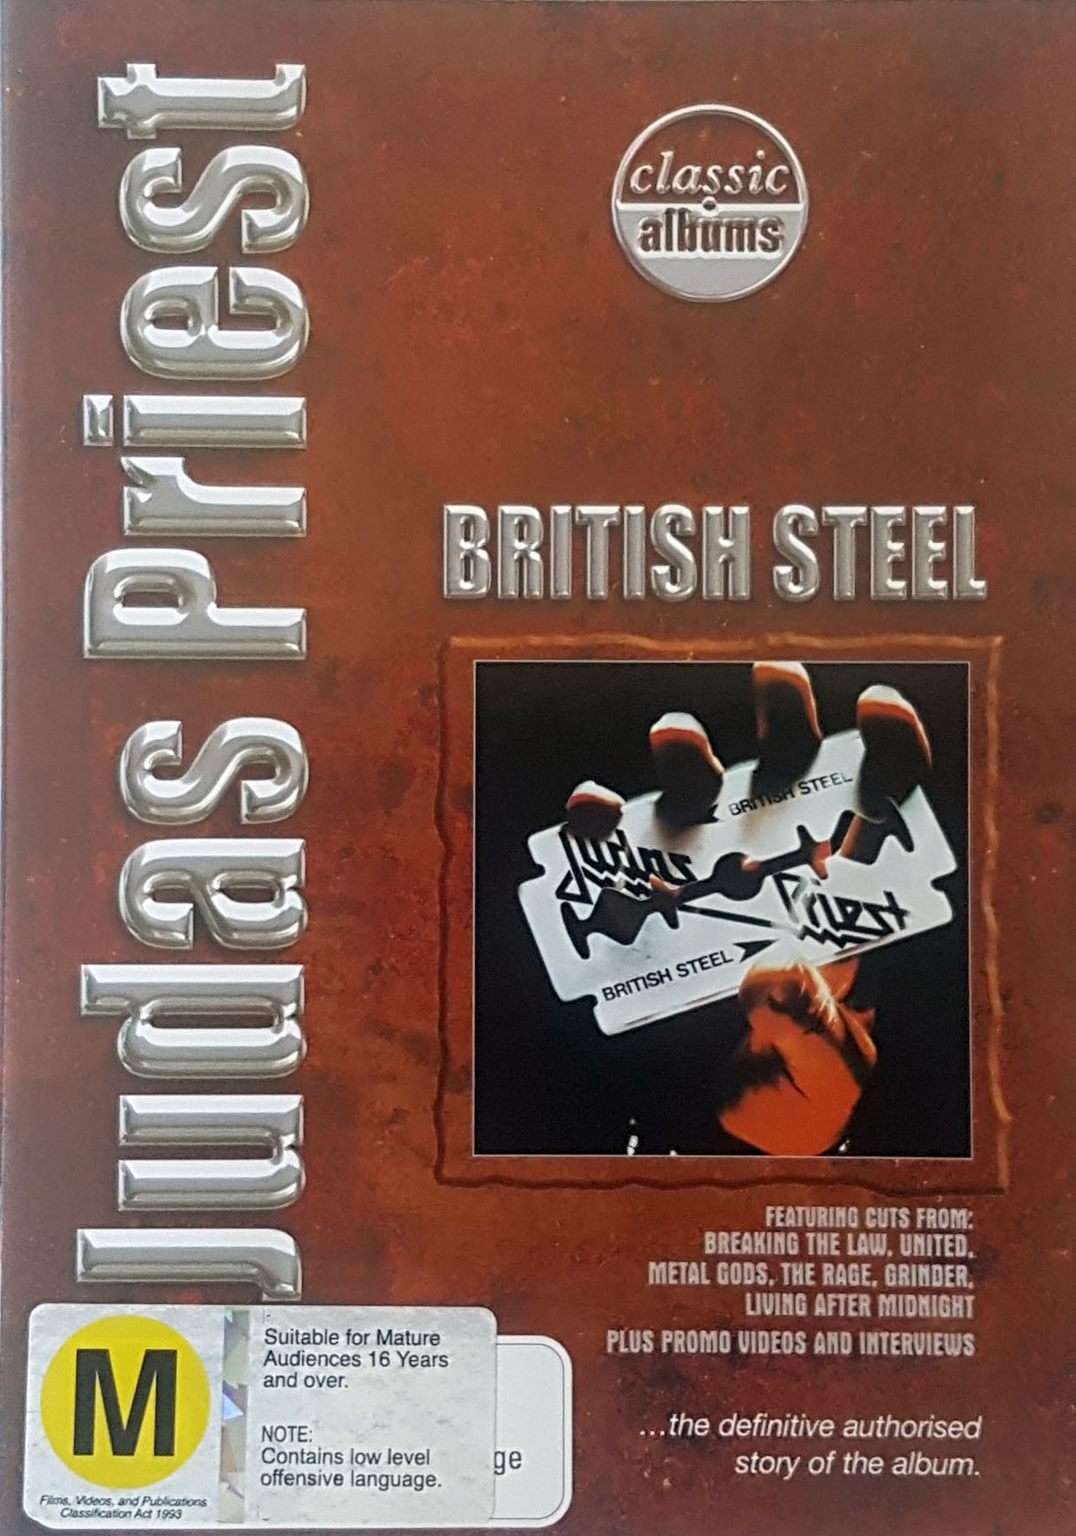 Judas Priest
classic
albums
BRITISH STEEL
BRITISH STEEL
Judas
Priest
BRITISH STEEL
FEATURING CUTS FROM:
BREAKING THE LAW, UNITED,
METAL GODS, THE RAGE, GRINDER,
LIVING AFTER MIDNIGHT
PLUS PROMO VIDEOS AND INTERVIEWS
...the definitive authorised
story of the album.
M
Films, Videos, and Publications
Classification Act 1993
Suitable for Mature
Audiences 16 Years
and over.
NOTE:
Contains low level
offensive language.